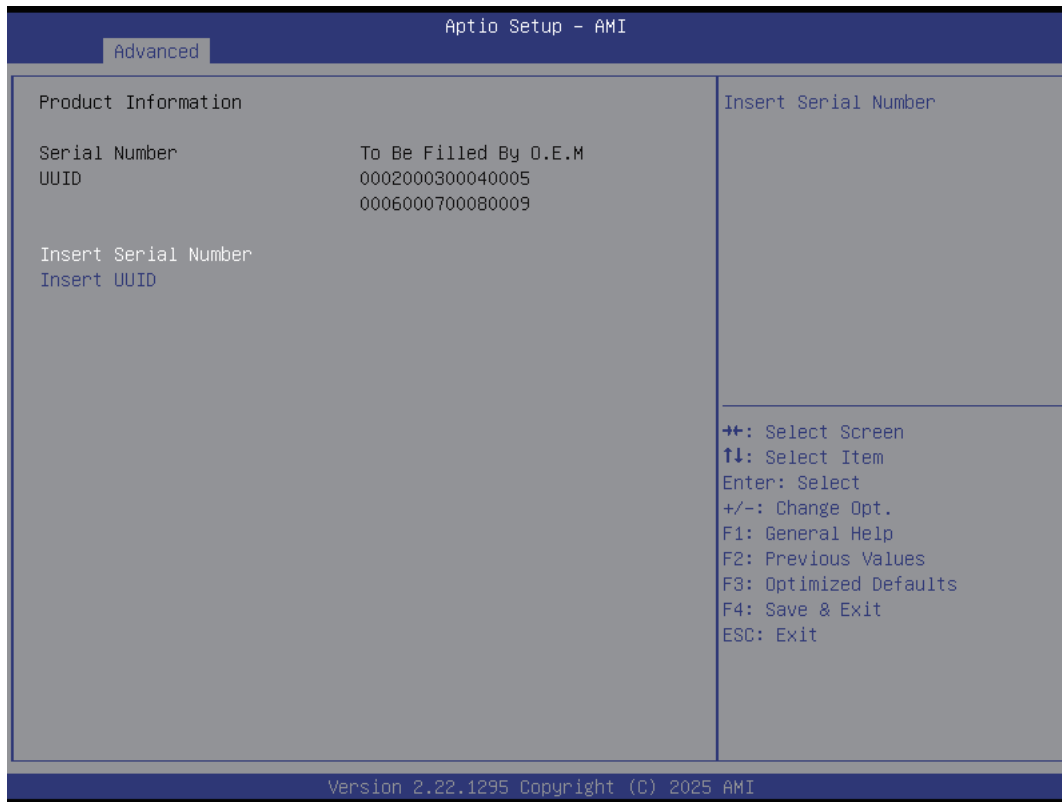 Aptio Setup – AMI
Advanced
Product Information
Serial Number To Be Filled By O.E.M
UUID 0002000300040005
0006000700080009
Insert Serial Number
Insert UUID
Insert Serial Number
→←: Select Screen
↑↓: Select Item
Enter: Select
+/-: Change Opt.
F1: General Help
F2: Previous Values
F3: Optimized Defaults
F4: Save & Exit
ESC: Exit
Version 2.22.1295 Copyright (C) 2025 AMI